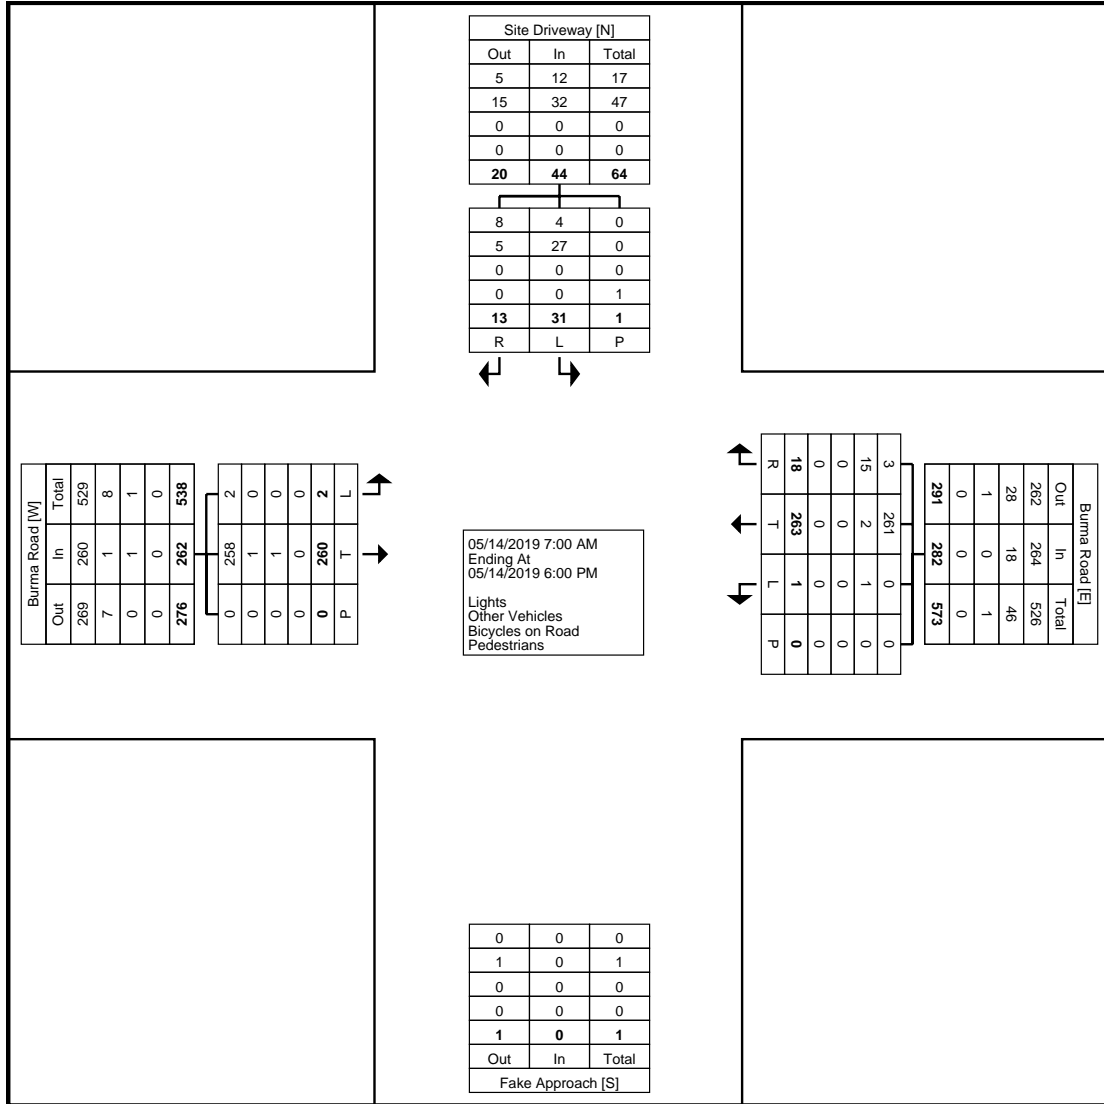 Site Driveway [N]
Out In Total
5 12 17
15 32 47
0 0 0
0 0 0
20 44 64
8 4 0
5 27 0
0 0 0
0 0 1
13 31 1
R L P
Burma Road [W]
Total 529 8 1 0 538
In 260 1 1 0 262
Out 269 7 0 0 276
2 0 0 0 2 L
258 1 1 0 260 T
0 0 0 0 0 P
05/14/2019 7:00 AM
Ending At
05/14/2019 6:00 PM
Lights
Other Vehicles
Bicycles on Road
Pedestrians
R 18 0 0 15 3
T 263 0 0 2 261
L 1 0 0 1 0
P 0 0 0 0 0
Burma Road [E]
Out In Total
262 264 526
28 18 46
1 0 1
0 0 0
291 282 573
0 0 0
1 0 1
0 0 0
0 0 0
1 0 1
Out In Total
Fake Approach [S]